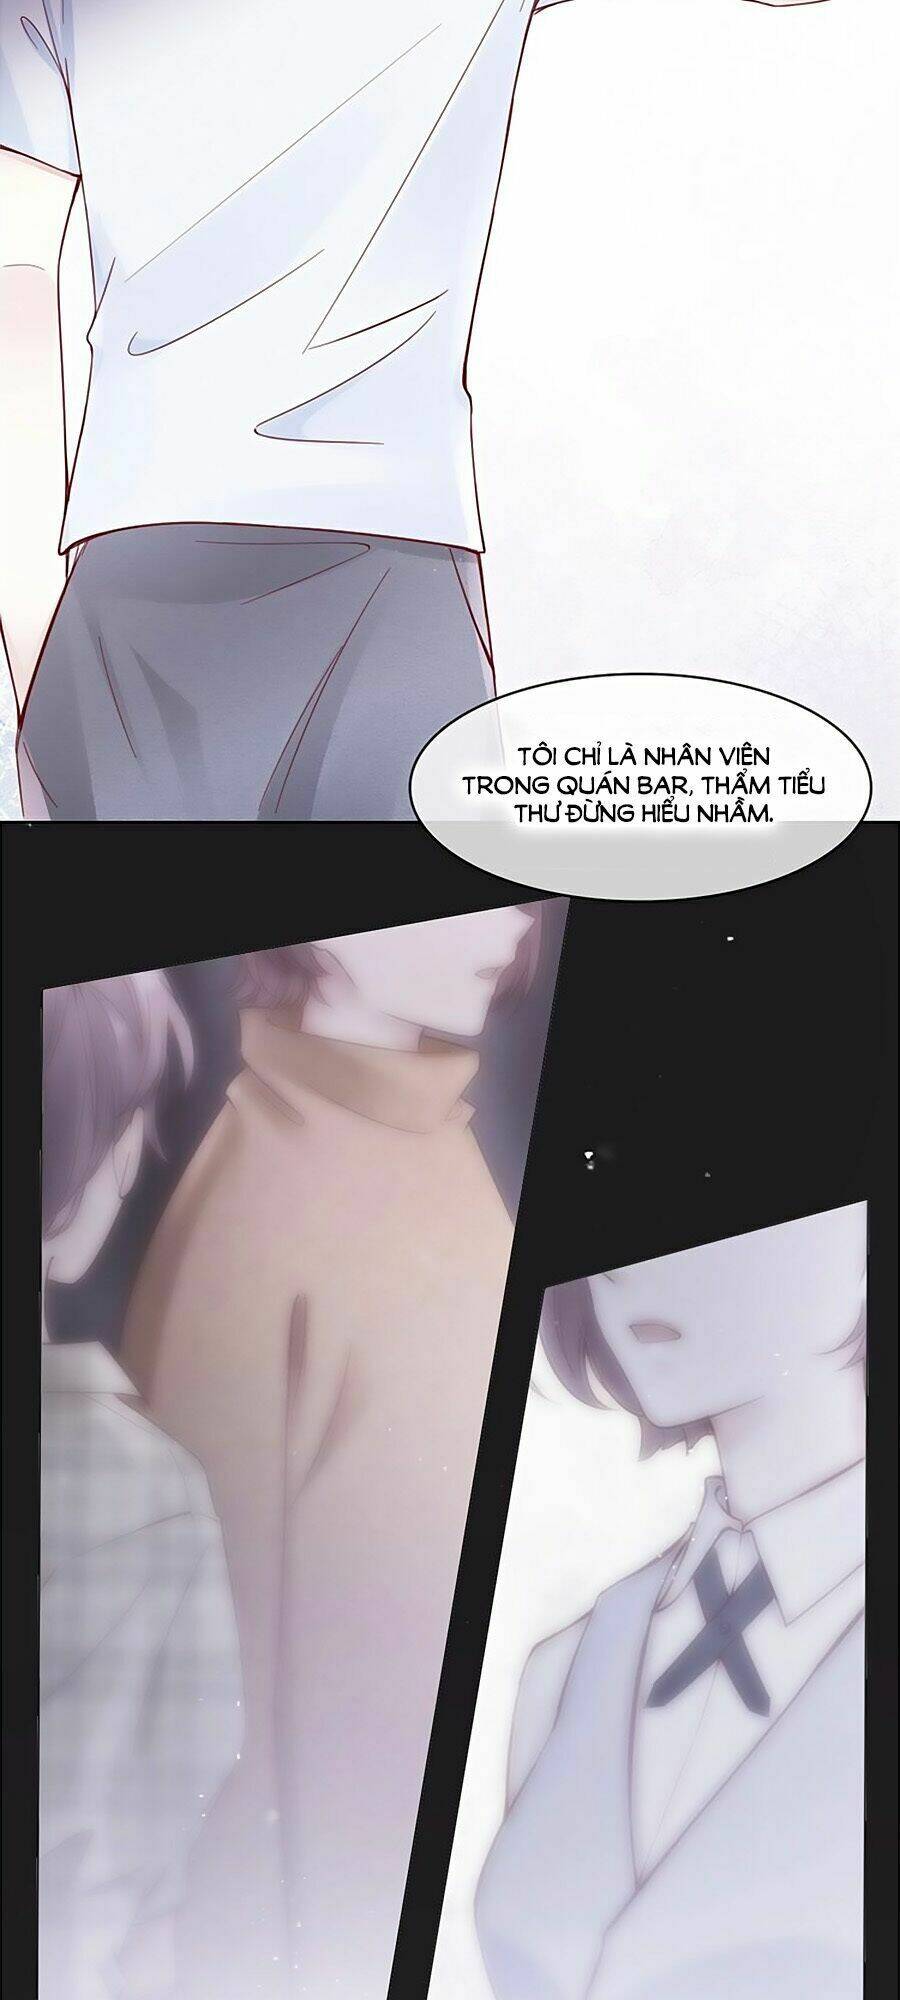 TÔI CHỈ LÀ NHÂN VIÊN
TRONG QUÁN BAR, THẨM TIỂU
THƯ ĐỪNG HIỂU NHẦM.